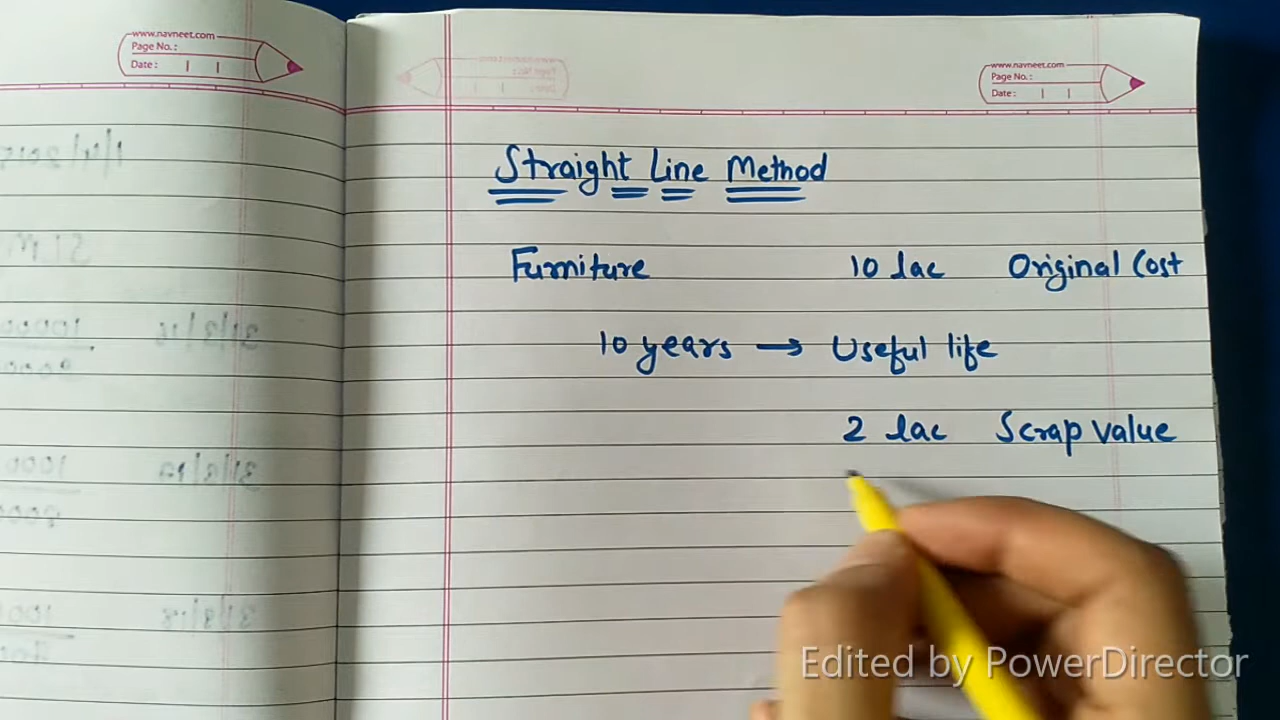 www.navneet.com
Page No. :
Date :
www.navneet.com
Page No. :
Date :
Straight Line Method
Furniture 10 lac Original Cost
10 years → Useful life
2 lac Scrap value
Edited by PowerDirector